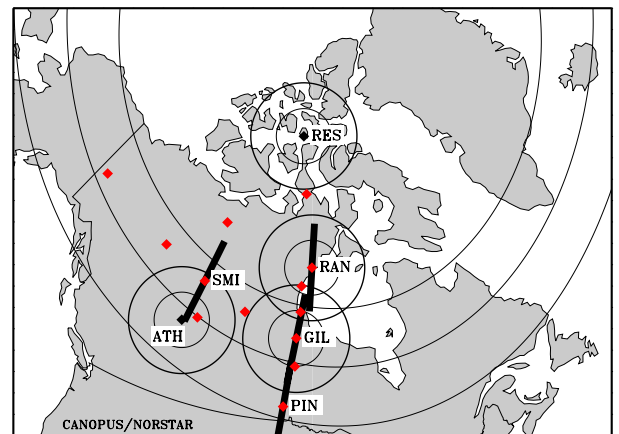 RES
RAN
SMI
ATH
GIL
PIN
CANOPUS/NORSTAR